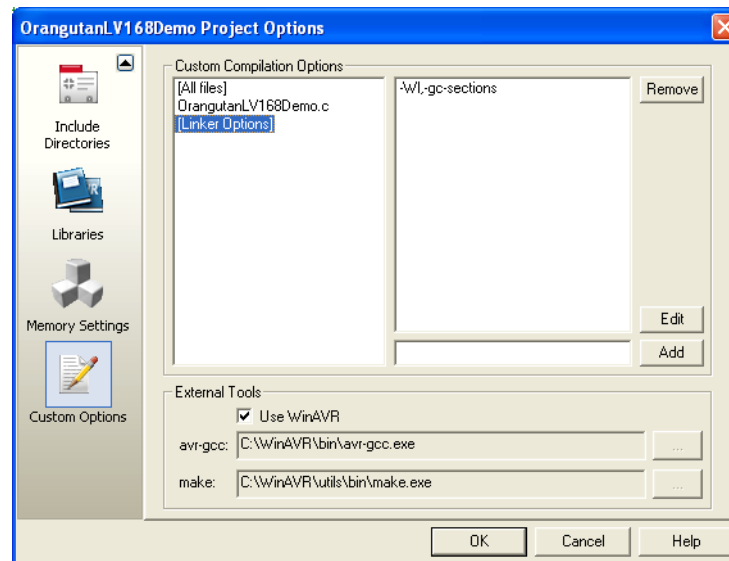 OrangutanLV168Demo Project Options
Include
Directories
Libraries
Memory Settings
Custom Options
Custom Compilation Options
[All files]
OrangutanLV168Demo.c
[Linker Options]
-Wl,-gc-sections
Remove
Edit
Add
External Tools
Use WinAVR
avr-gcc: C:\WinAVR\bin\avr-gcc.exe ...
make: C:\WinAVR\utils\bin\make.exe ...
OK Cancel Help